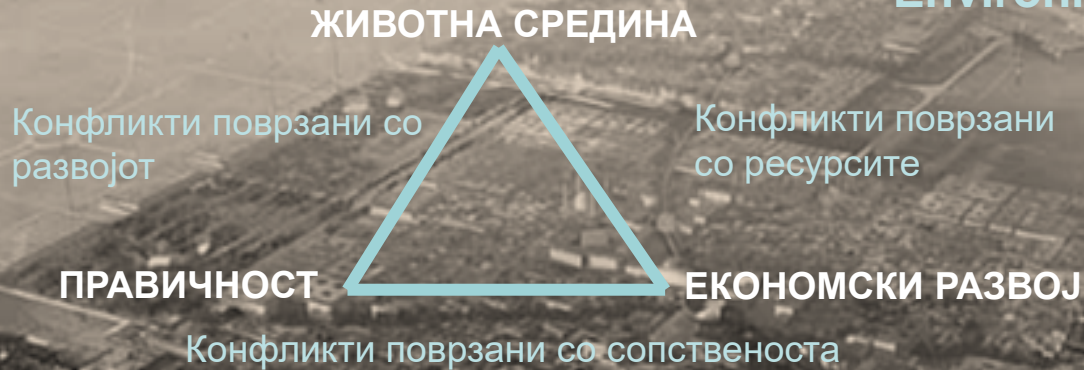 ЖИВОТНА СРЕДИНА
Конфликти поврзани со
развојот
Конфликти поврзани
со ресурсите
ПРАВИЧНОСТ
ЕКОНОМСКИ РАЗВОЈ
Конфликти поврзани со сопственоста